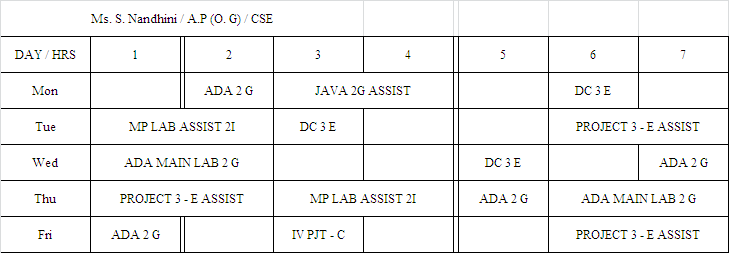 Ms. S. Nandhini / A.P (O. G) / CSE
DAY / HRS 1 2 3 4 5 6 7
Mon ADA 2 G JAVA 2G ASSIST DC 3 E
Tue MP LAB ASSIST 2I DC 3 E PROJECT 3 - E ASSIST
Wed ADA MAIN LAB 2 G DC 3 E ADA 2 G
Thu PROJECT 3 - E ASSIST MP LAB ASSIST 2I ADA 2 G ADA MAIN LAB 2 G
Fri ADA 2 G IV PJT - C PROJECT 3 - E ASSIST